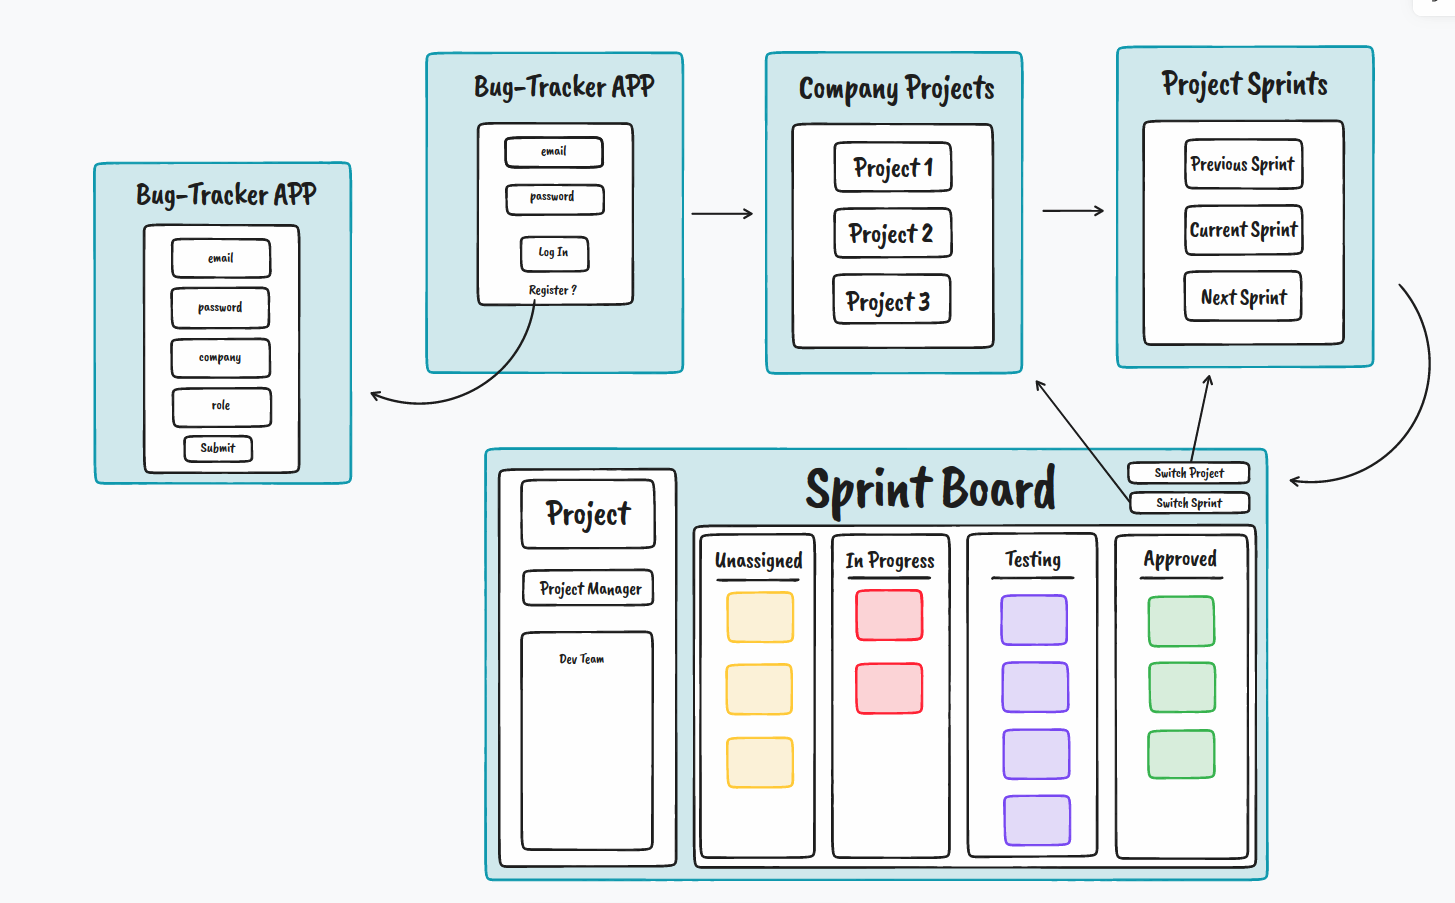 Bug-Tracker APP
email
password
company
role
Submit
Bug-Tracker APP
email
password
Log In
Register ?
Company Projects
Project 1
Project 2
Project 3
Project Sprints
Previous Sprint
Current Sprint
Next Sprint
Sprint Board
Switch Project
Switch Sprint
Project
Project Manager
Dev Team
Unassigned
In Progress
Testing
Approved